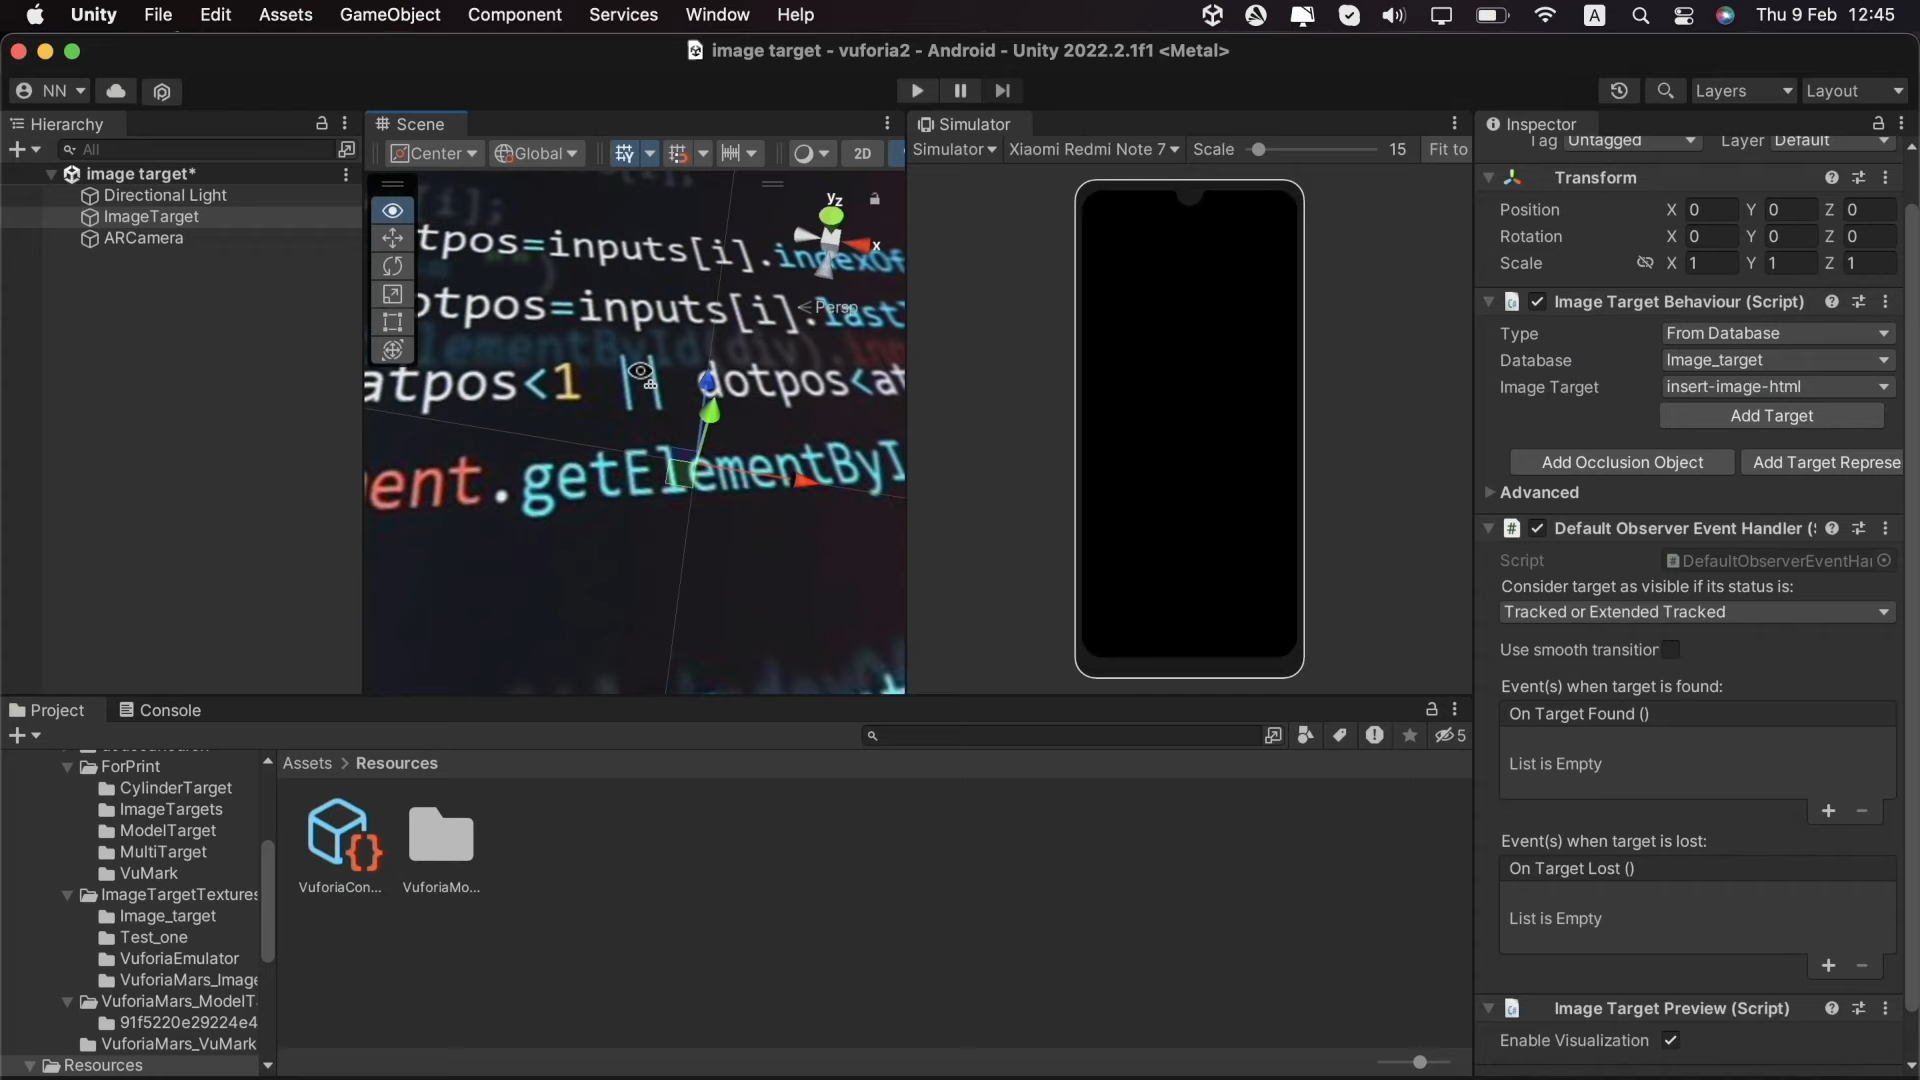 Unity File Edit Assets GameObject Component Services Window Help A Thu 9 Feb 12:45
image target - vuforia2 - Android - Unity 2022.2.1f1 <Metal>
NN Layers Layout
Hierarchy
All
image target*
Directional Light
ImageTarget
ARCamera
Scene
Center Global 2D
y z
x
Persp
tpos=inputs[i].indexOf
otpos=inputs[i].last
atpos<1 || dotpos<at
ent.getElementByI
Simulator
Simulator Xiaomi Redmi Note 7 Scale 15 Fit to
Inspector
Tag Untagged Layer Default
Transform
Position X 0 Y 0 Z 0
Rotation X 0 Y 0 Z 0
Scale X 1 Y 1 Z 1
Image Target Behaviour (Script)
Type From Database
Database Image_target
Image Target insert-image-html
Add Target
Add Occlusion Object Add Target Represe
Advanced
# Default Observer Event Handler (
Script DefaultObserverEventHar
Consider target as visible if its status is:
Tracked or Extended Tracked
Use smooth transition
Event(s) when target is found:
On Target Found ()
List is Empty
+ −
Event(s) when target is lost:
On Target Lost ()
List is Empty
+ −
Image Target Preview (Script)
Enable Visualization
Project Console
5
ForPrint
CylinderTarget
ImageTargets
ModelTarget
MultiTarget
VuMark
ImageTargetTextures
Image_target
Test_one
VuforiaEmulator
VuforiaMars_Image
VuforiaMars_ModelT
91f5220e29224e4
VuforiaMars_VuMark
Resources
Assets > Resources
VuforiaCon... VuforiaMo...